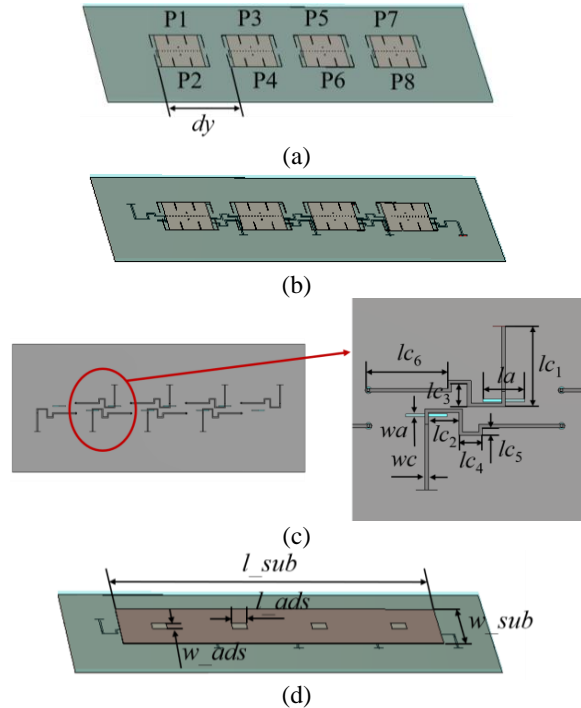 P1 P3 P5 P7
P2 P4 P6 P8
dy
(a)
(b)
lc6 lc3 la lc1
wa lc2
wc lc4 lc5
(c)
l_sub
l_ads w_sub
w_ads
(d)